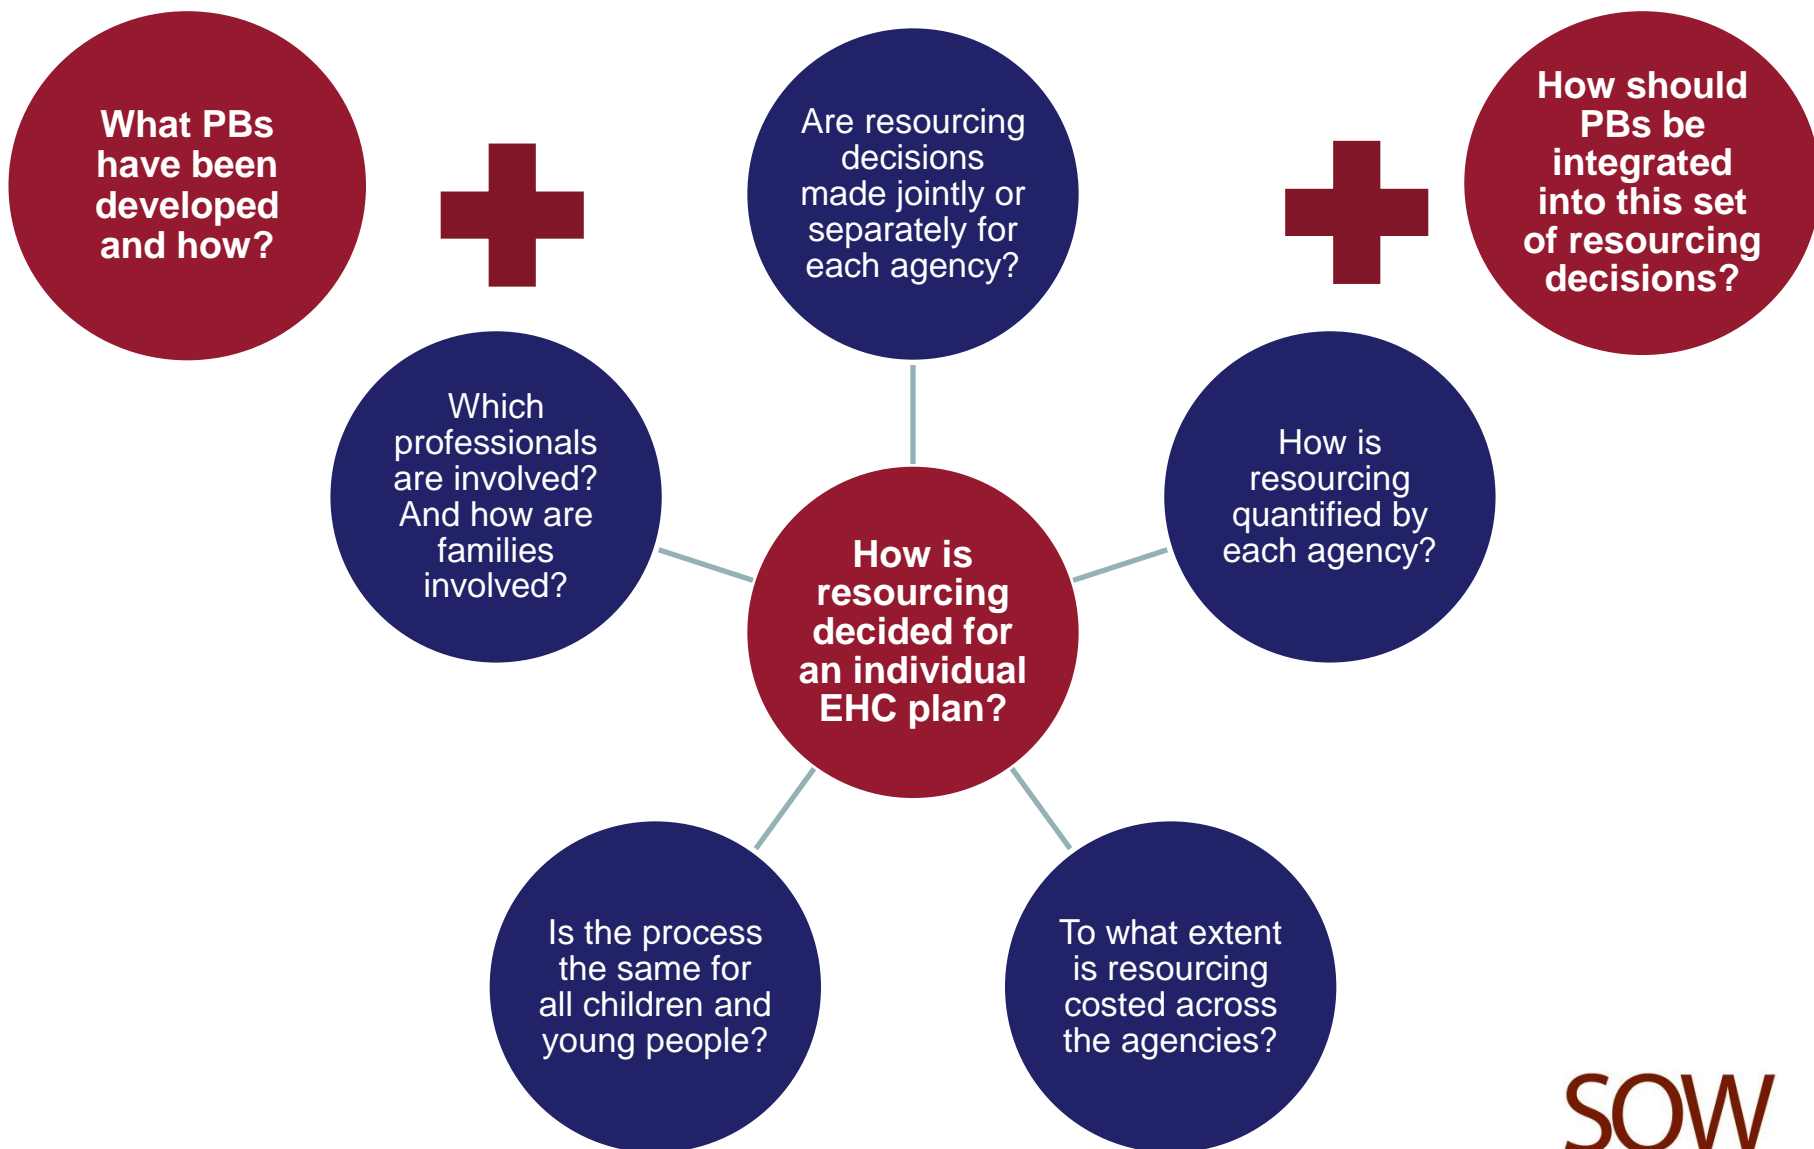 What PBs
have been
developed
and how?
Are resourcing
decisions
made jointly or
separately for
each agency?
How should
PBs be
integrated
into this set
of resourcing
decisions?
Which
professionals
are involved?
And how are
families
involved?
How is
resourcing
quantified by
each agency?
How is
resourcing
decided for
an individual
EHC plan?
Is the process
the same for
all children and
young people?
To what extent
is resourcing
costed across
the agencies?
SOW